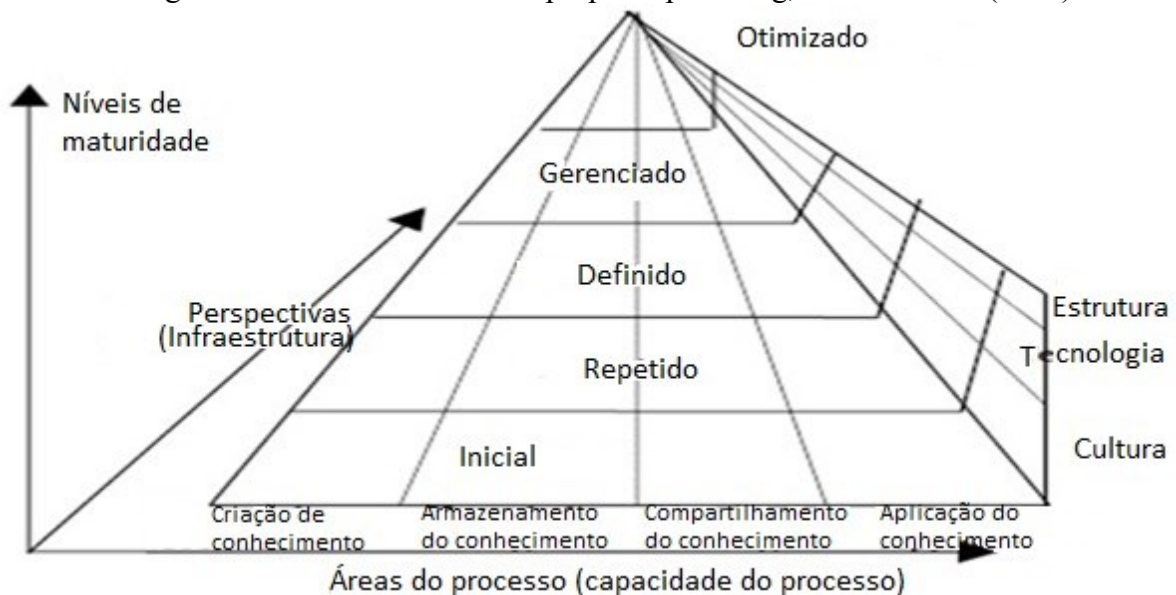 Otimizado
Níveis de
maturidade
Gerenciado
Definido
Perspectivas
(Infraestrutura)
Estrutura
Tecnologia
Repetido
Inicial
Cultura
Criação de
conhecimento
Armazenamento
do conhecimento
Compartilhamento
do conhecimento
Aplicação do
conhecimento
Áreas do processo (capacidade do processo)